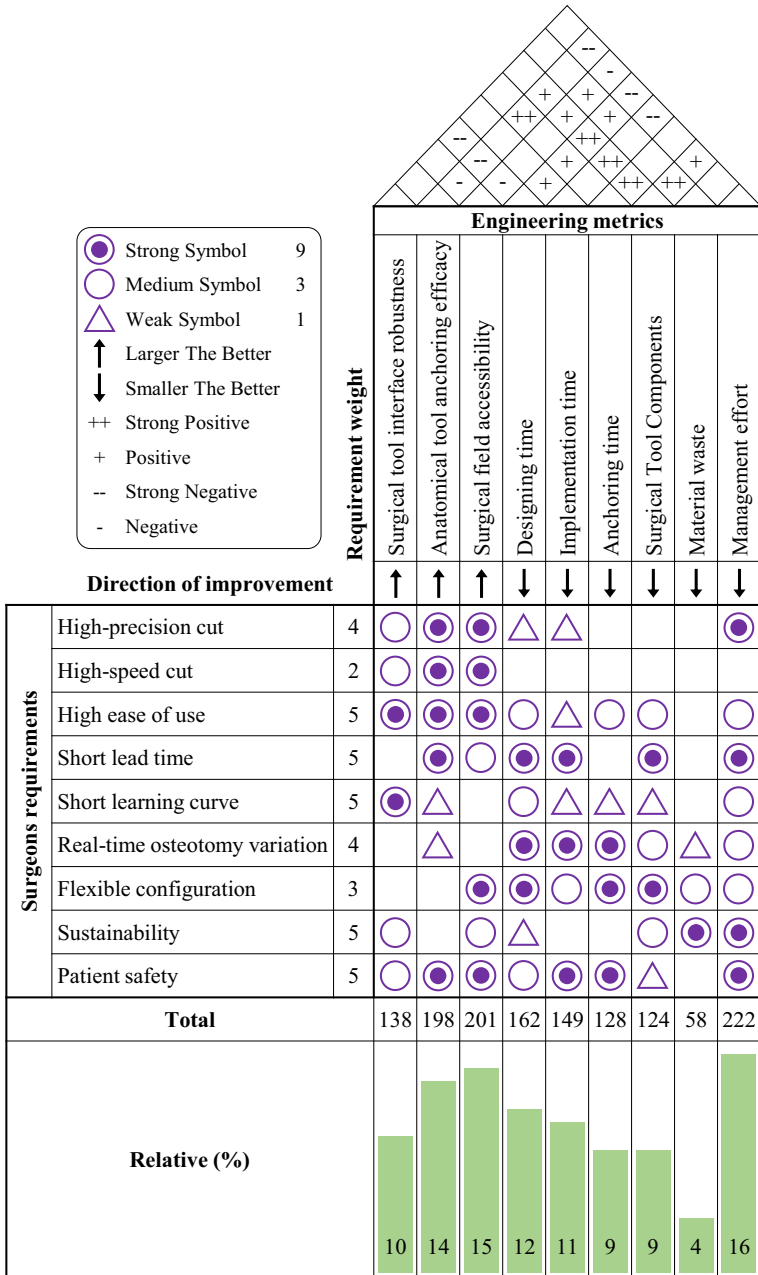 --
-
+ + --
++ + + --
-- ++
-- + ++ +
- - + ++ ++
Engineering metrics
Strong Symbol 9
Medium Symbol 3
Weak Symbol 1
Larger The Better
Smaller The Better
++ Strong Positive
+ Positive
-- Strong Negative
- Negative
Requirement weight
Surgical tool interface robustness
Anatomical tool anchoring efficacy
Surgical field accessibility
Designing time
Implementation time
Anchoring time
Surgical Tool Components
Material waste
Management effort
Direction of improvement
Surgeons requirements
High-precision cut 4
High-speed cut 2
High ease of use 5
Short lead time 5
Short learning curve 5
Real-time osteotomy variation 4
Flexible configuration 3
Sustainability 5
Patient safety 5
Total 138 198 201 162 149 128 124 58 222
Relative (%) 10 14 15 12 11 9 9 4 16